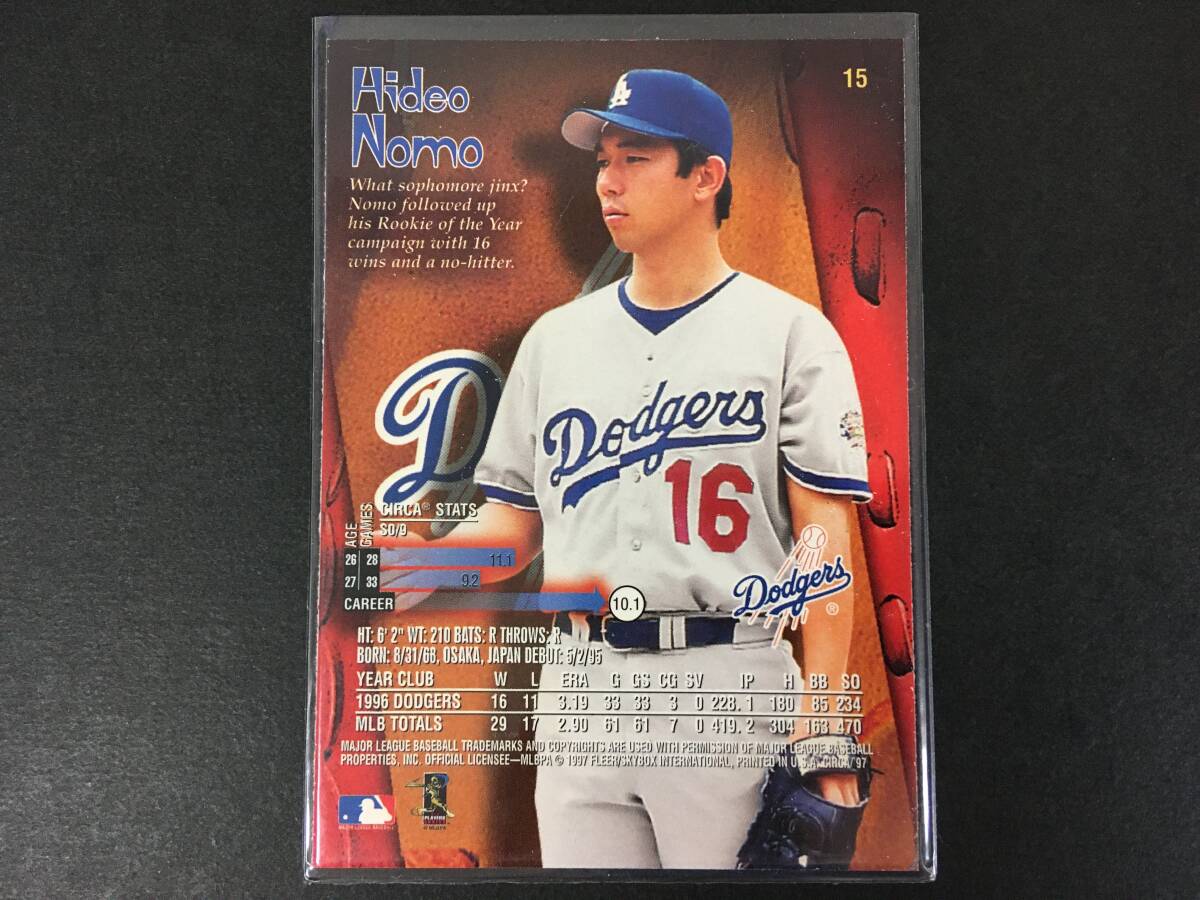 Hideo
Nomo
15
What sophomore jinx?
Nomo followed up
his Rookie of the Year
campaign with 16
wins and a no-hitter.
LA
D
Dodgers
16
CIRCA® STATS
AGE GAMES SO/9
26 28 11.1
27 33 9.2
CAREER 10.1
Dodgers ®
HT: 6' 2" WT: 210 BATS: R THROWS: R
BORN: 8/31/68, OSAKA, JAPAN DEBUT: 5/2/95
YEAR CLUB W L ERA G GS CG SV IP H BB SO
1996 DODGERS 16 11 3.19 33 33 3 0 228.1 180 85 234
MLB TOTALS 29 17 2.90 61 61 7 0 419.2 304 163 470
MAJOR LEAGUE BASEBALL TRADEMARKS AND COPYRIGHTS ARE USED WITH PERMISSION OF MAJOR LEAGUE BASEBALL
PROPERTIES, INC. OFFICIAL LICENSEE—MLBPA © 1997 FLEER/SKYBOX INTERNATIONAL, PRINTED IN U.S.A. CIRCA '97
MAJOR LEAGUE BASEBALL
PLAYERS